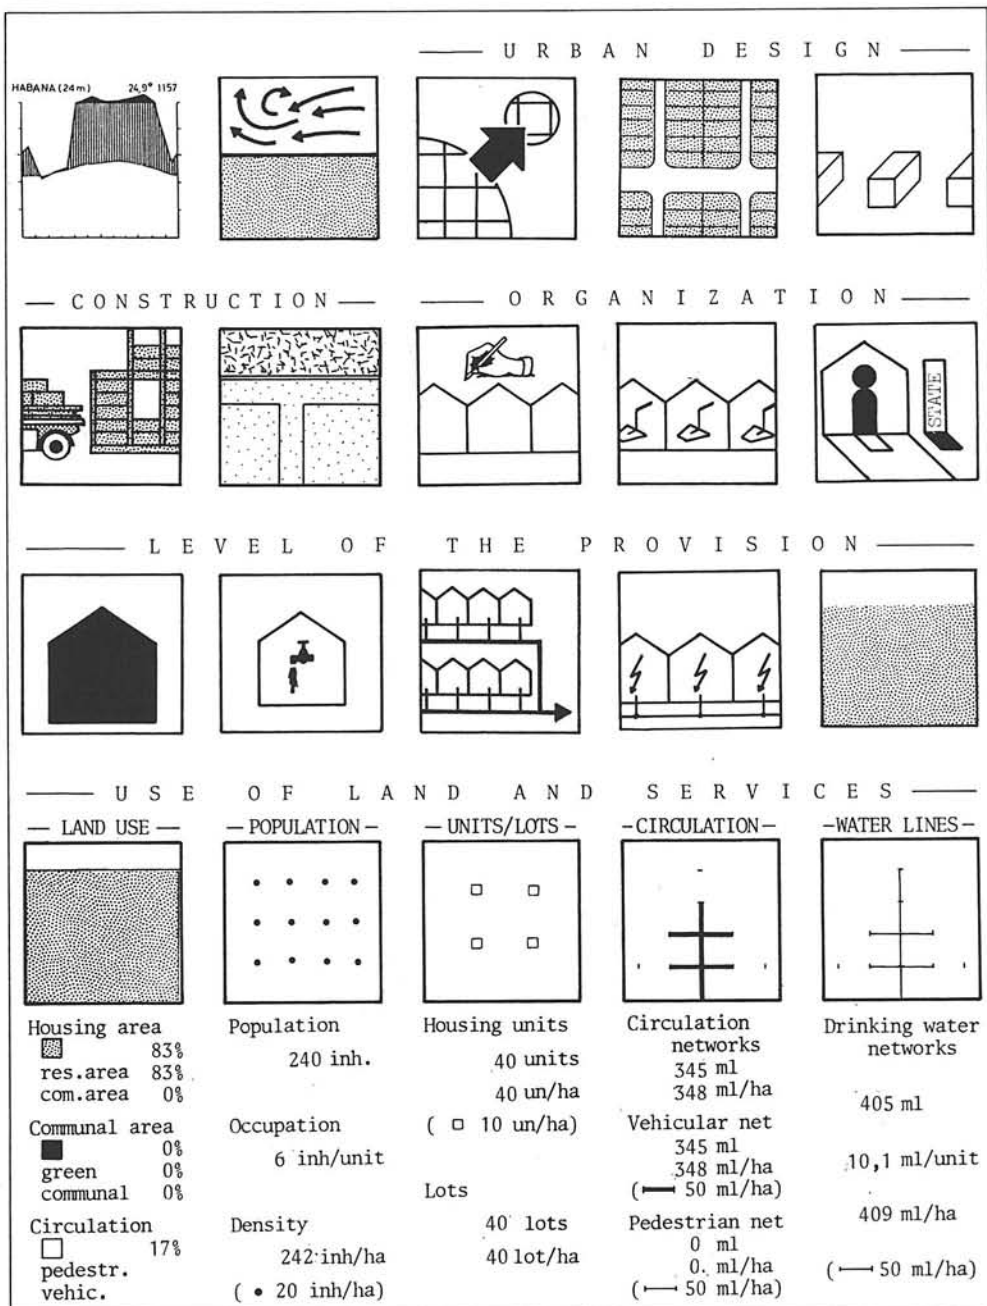 URBAN DESIGN
HABANA (24m) 24,9° 1157
CONSTRUCTION
ORGANIZATION
STATE
LEVEL OF THE PROVISION
USE OF LAND AND SERVICES
LAND USE
Housing area
83%
res.area 83%
com.area 0%
Communal area
0%
green 0%
communal 0%
Circulation
17%
pedestr.
vehic.
POPULATION
Population
240 inh.
Occupation
6 inh/unit
Density
242 inh/ha
( • 20 inh/ha)
UNITS/LOTS
Housing units
40 units
40 un/ha
( □ 10 un/ha)
Lots
40 lots
40 lot/ha
CIRCULATION
Circulation
networks
345 ml
348 ml/ha
Vehicular net
345 ml
348 ml/ha
( 50 ml/ha)
Pedestrian net
0 ml
0. ml/ha
( 50 ml/ha)
WATER LINES
Drinking water
networks
405 ml
10,1 ml/unit
409 ml/ha
( 50 ml/ha)